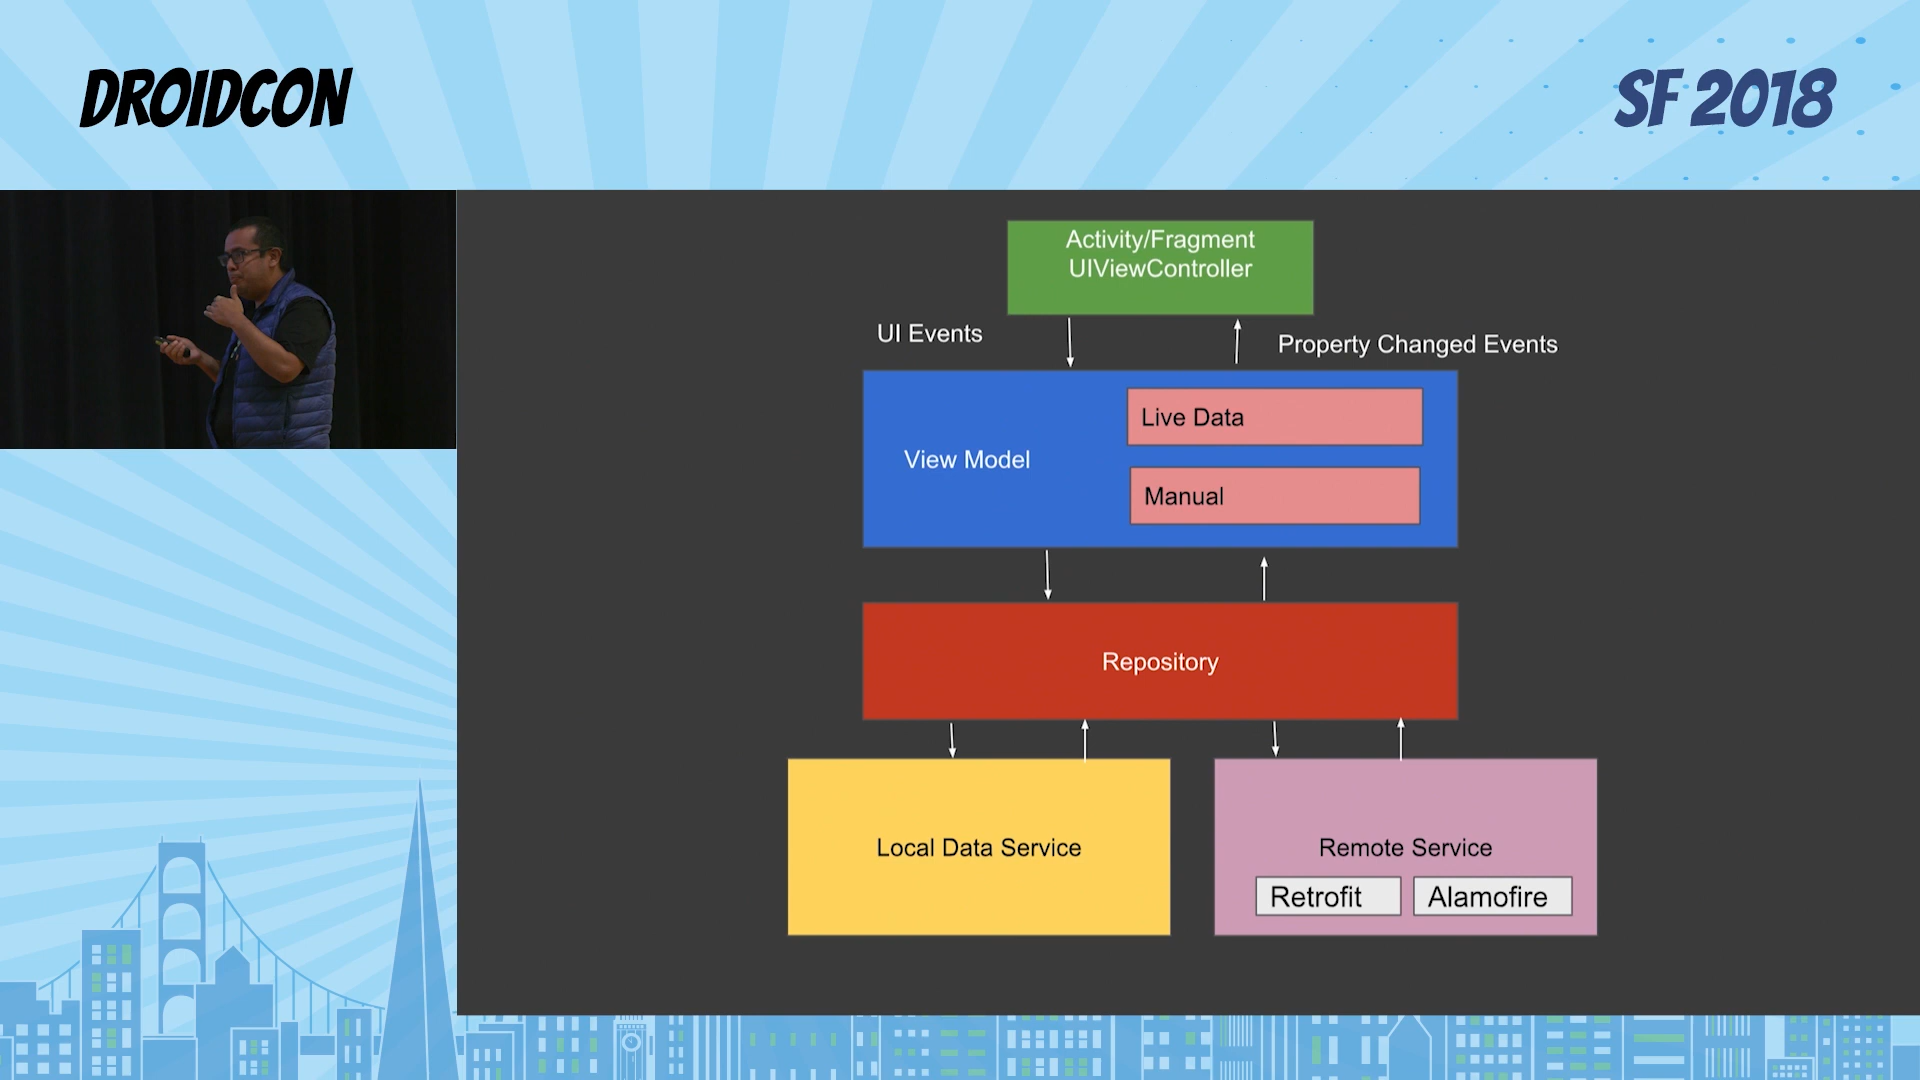 DROIDCON
SF 2018
Activity/Fragment
UIViewController
UI Events
Property Changed Events
Live Data
View Model
Manual
Repository
Local Data Service
Remote Service
Retrofit
Alamofire